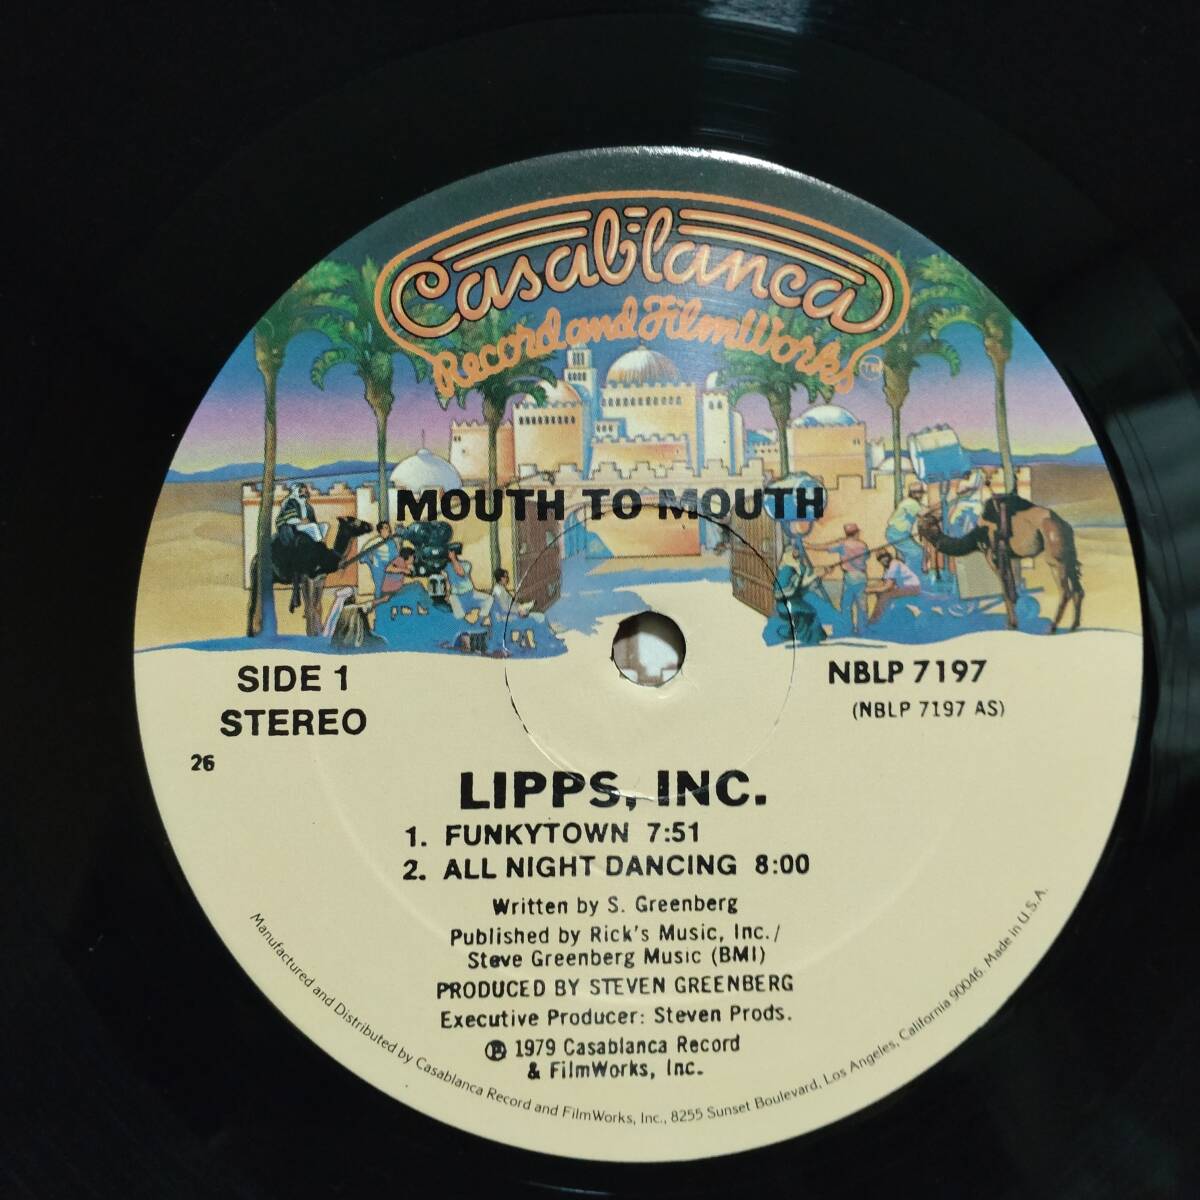 Casablanca
Record and FilmWorks
TM
MOUTH TO MOUTH
SIDE 1
STEREO
26
NBLP 7197
(NBLP 7197 AS)
LIPPS, INC.
1. FUNKYTOWN 7:51
2. ALL NIGHT DANCING 8:00
Written by S. Greenberg
Published by Rick's Music, Inc./
Steve Greenberg Music (BMI)
PRODUCED BY STEVEN GREENBERG
Executive Producer: Steven Prods.
℗ 1979 Casablanca Record
& FilmWorks, Inc.
Manufactured and Distributed by Casablanca Record and FilmWorks, Inc., 8255 Sunset Boulevard, Los Angeles, California 90046. Made in U.S.A.